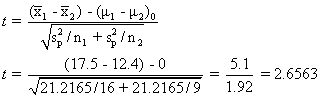 t = ((x̄₁ - x̄₂) - (μ₁ - μ₂)₀) / √(s²ₚ/n₁ + s²ₚ/n₂)
t = ((17.5 - 12.4) - 0) / √(21.2165/16 + 21.2165/9) = 5.1/1.92 = 2.6563